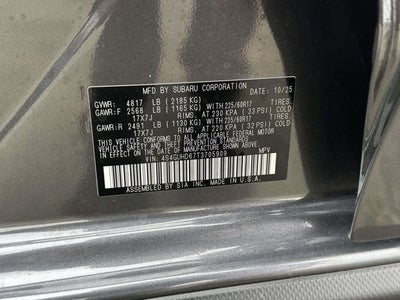 MFD. BY SUBARU CORPORATION 10/25
GVWR: 4817 LB (2185 KG)
GAWR:F 2568 LB (1165 KG) WITH 225/60R17 TIRES,
17X7J RIMS, AT 230 KPA (33 PSI) COLD
GAWR:R 2491 LB (1130 KG) WITH 225/60R17 TIRES,
17X7J RIMS, AT 220 KPA (32 PSI) COLD
THIS VEHICLE CONFORMS TO ALL APPLICABLE FEDERAL MOTOR
VEHICLE SAFETY AND BUMPER STANDARDS IN EFFECT
ON THE DATE OF MANUFACTURE SHOWN ABOVE.
VIN: 4S4GUHD67T3705909 MPV
ASSEMBLED BY SIA INC. MADE IN U.S.A.